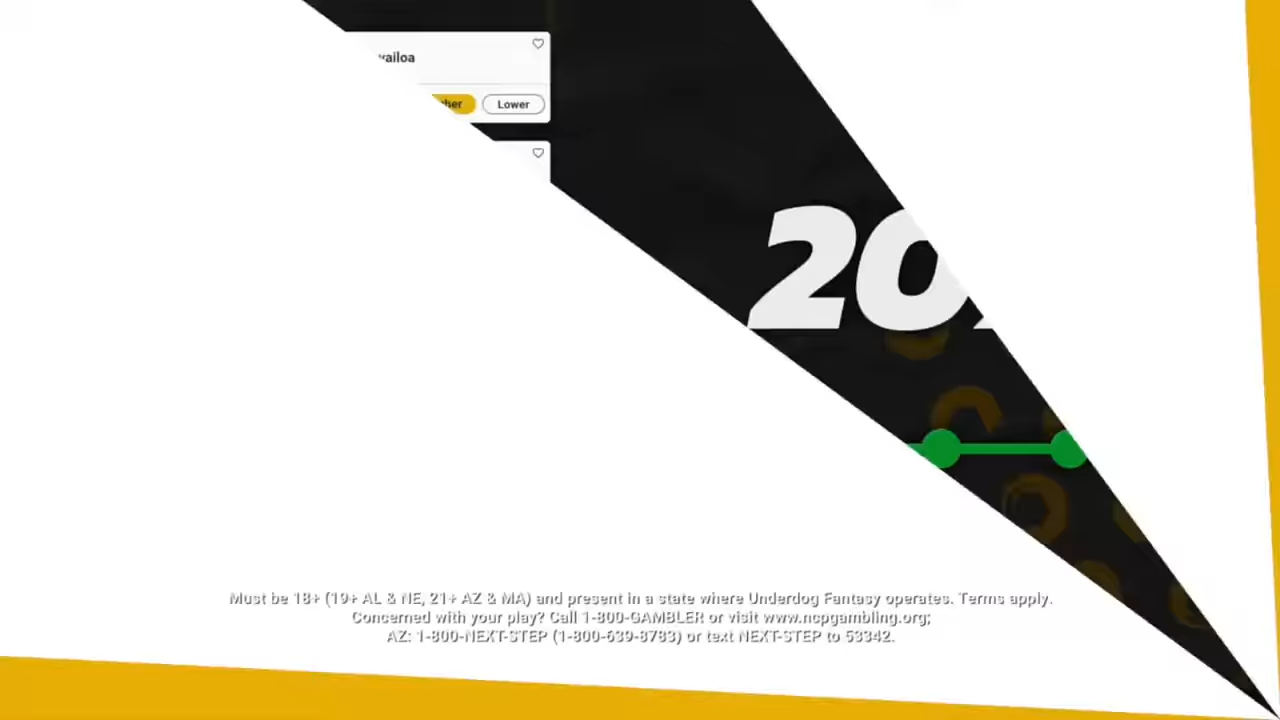 Lower
Must be 18+ (19+ AL & NE, 21+ AZ & MA) and present in a state where Underdog Fantasy operates. Terms apply.
Concerned with your play? Call 1-800-GAMBLER or visit www.ncpgambling.org;
AZ: 1-800-NEXT-STEP (1-800-639-8783) or text NEXT-STEP to 53342.